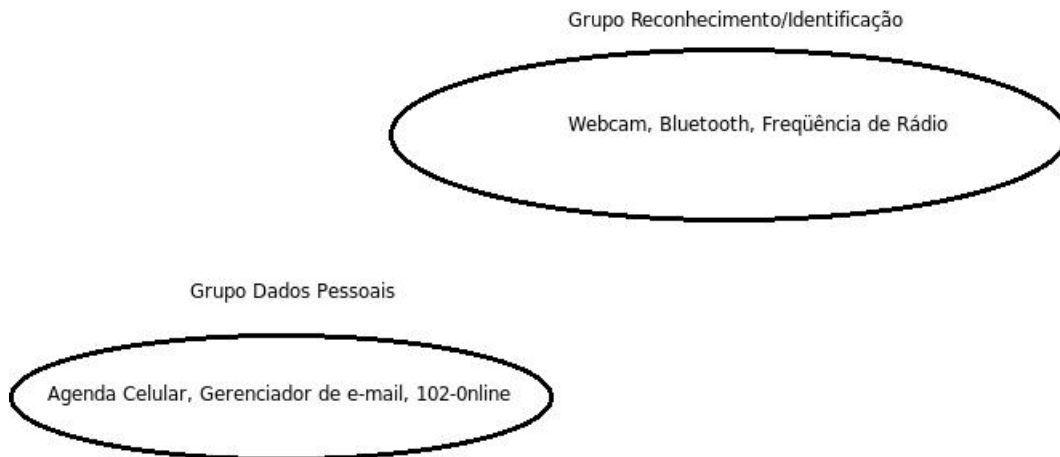 Grupo Reconhecimento/Identificação
Webcam, Bluetooth, Freqüência de Rádio
Grupo Dados Pessoais
Agenda Celular, Gerenciador de e-mail, 102-0nline